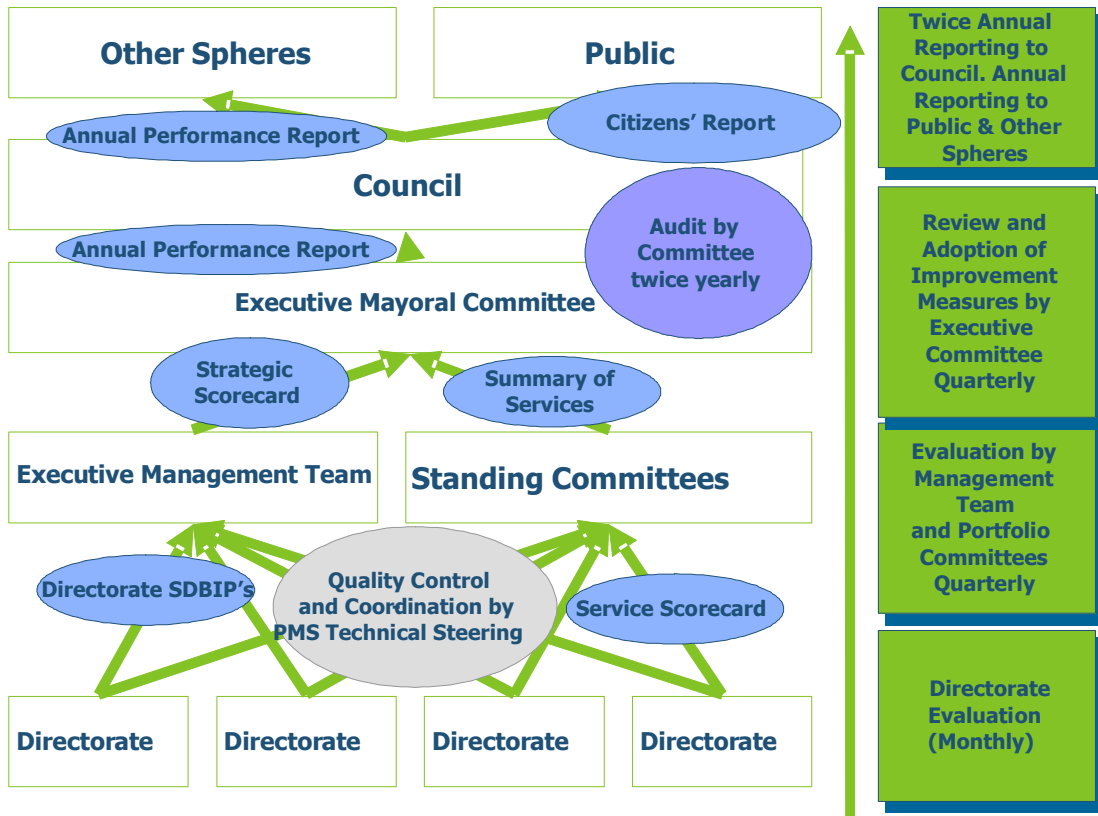 Other Spheres
Public
Annual Performance Report
Citizens’ Report
Council
Annual Performance Report
Audit by
Committee
twice yearly
Executive Mayoral Committee
Strategic
Scorecard
Summary of
Services
Executive Management Team
Standing Committees
Directorate SDBIP’s
Quality Control
and Coordination by
PMS Technical Steering
Service Scorecard
Directorate
Directorate
Directorate
Directorate
Twice Annual
Reporting to
Council. Annual
Reporting to
Public & Other
Spheres
Review and
Adoption of
Improvement
Measures by
Executive
Committee
Quarterly
Evaluation by
Management
Team
and Portfolio
Committees
Quarterly
Directorate
Evaluation
(Monthly)